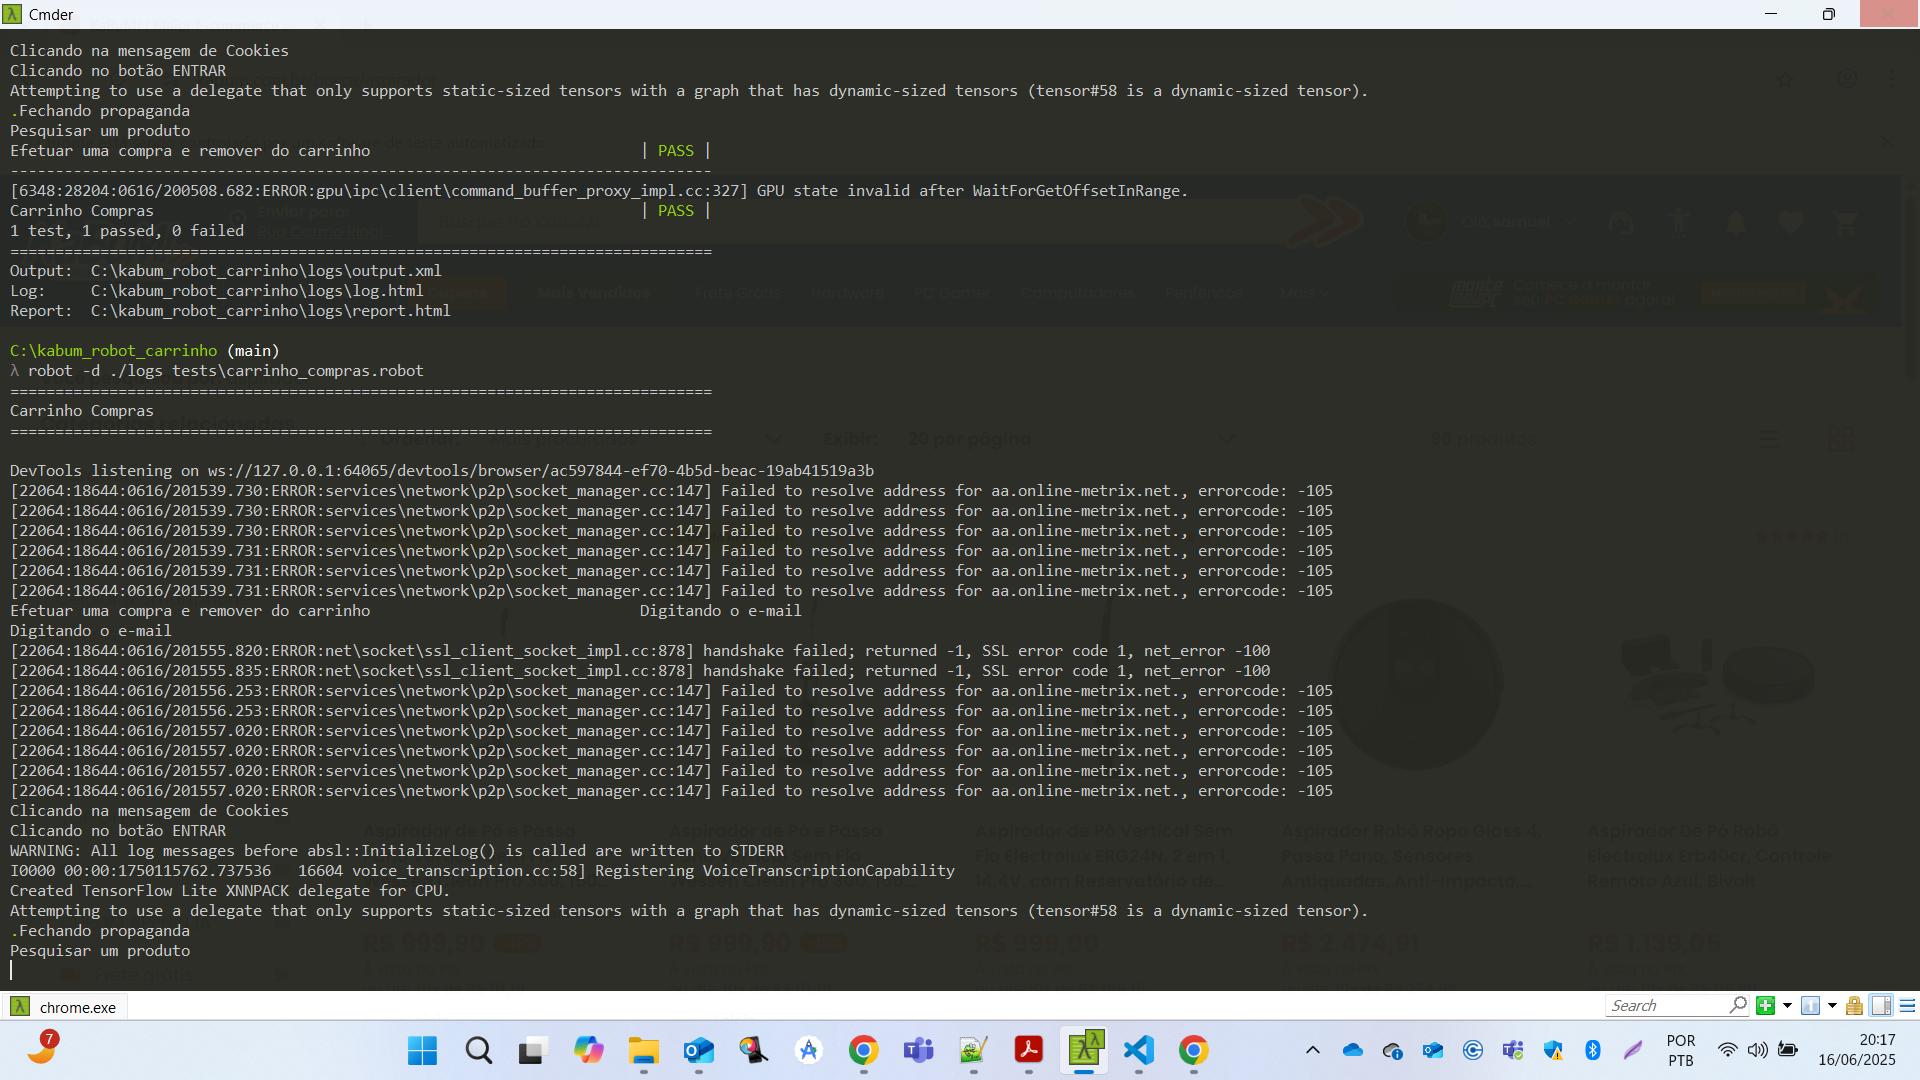 Cmder
Clicando na mensagem de Cookies
Clicando no botão ENTRAR
Attempting to use a delegate that only supports static-sized tensors with a graph that has dynamic-sized tensors (tensor#58 is a dynamic-sized tensor).
.Fechando propaganda
Pesquisar um produto
Efetuar uma compra e remover do carrinho | PASS |
------------------------------------------------------------------------------
[6348:28204:0616/200508.682:ERROR:gpu\ipc\client\command_buffer_proxy_impl.cc:327] GPU state invalid after WaitForGetOffsetInRange.
Carrinho Compras | PASS |
1 test, 1 passed, 0 failed
==============================================================================
Output:  C:\kabum_robot_carrinho\logs\output.xml
Log:     C:\kabum_robot_carrinho\logs\log.html
Report:  C:\kabum_robot_carrinho\logs\report.html
C:\kabum_robot_carrinho (main)
λ robot -d ./logs tests\carrinho_compras.robot
==============================================================================
Carrinho Compras
==============================================================================
DevTools listening on ws://127.0.0.1:64065/devtools/browser/ac597844-ef70-4b5d-beac-19ab41519a3b
[22064:18644:0616/201539.730:ERROR:services\network\p2p\socket_manager.cc:147] Failed to resolve address for aa.online-metrix.net., errorcode: -105
[22064:18644:0616/201539.730:ERROR:services\network\p2p\socket_manager.cc:147] Failed to resolve address for aa.online-metrix.net., errorcode: -105
[22064:18644:0616/201539.730:ERROR:services\network\p2p\socket_manager.cc:147] Failed to resolve address for aa.online-metrix.net., errorcode: -105
[22064:18644:0616/201539.731:ERROR:services\network\p2p\socket_manager.cc:147] Failed to resolve address for aa.online-metrix.net., errorcode: -105
[22064:18644:0616/201539.731:ERROR:services\network\p2p\socket_manager.cc:147] Failed to resolve address for aa.online-metrix.net., errorcode: -105
[22064:18644:0616/201539.731:ERROR:services\network\p2p\socket_manager.cc:147] Failed to resolve address for aa.online-metrix.net., errorcode: -105
Efetuar uma compra e remover do carrinho Digitando o e-mail
Digitando o e-mail
[22064:18644:0616/201555.820:ERROR:net\socket\ssl_client_socket_impl.cc:878] handshake failed; returned -1, SSL error code 1, net_error -100
[22064:18644:0616/201555.835:ERROR:net\socket\ssl_client_socket_impl.cc:878] handshake failed; returned -1, SSL error code 1, net_error -100
[22064:18644:0616/201556.253:ERROR:services\network\p2p\socket_manager.cc:147] Failed to resolve address for aa.online-metrix.net., errorcode: -105
[22064:18644:0616/201556.253:ERROR:services\network\p2p\socket_manager.cc:147] Failed to resolve address for aa.online-metrix.net., errorcode: -105
[22064:18644:0616/201557.020:ERROR:services\network\p2p\socket_manager.cc:147] Failed to resolve address for aa.online-metrix.net., errorcode: -105
[22064:18644:0616/201557.020:ERROR:services\network\p2p\socket_manager.cc:147] Failed to resolve address for aa.online-metrix.net., errorcode: -105
[22064:18644:0616/201557.020:ERROR:services\network\p2p\socket_manager.cc:147] Failed to resolve address for aa.online-metrix.net., errorcode: -105
[22064:18644:0616/201557.020:ERROR:services\network\p2p\socket_manager.cc:147] Failed to resolve address for aa.online-metrix.net., errorcode: -105
Clicando na mensagem de Cookies
Clicando no botão ENTRAR
WARNING: All log messages before absl::InitializeLog() is called are written to STDERR
I0000 00:00:1750115762.737536   16604 voice_transcription.cc:58] Registering VoiceTranscriptionCapability
Created TensorFlow Lite XNNPACK delegate for CPU.
Attempting to use a delegate that only supports static-sized tensors with a graph that has dynamic-sized tensors (tensor#58 is a dynamic-sized tensor).
.Fechando propaganda
Pesquisar um produto
chrome.exe
Search
7
POR
PTB
20:17
16/06/2025